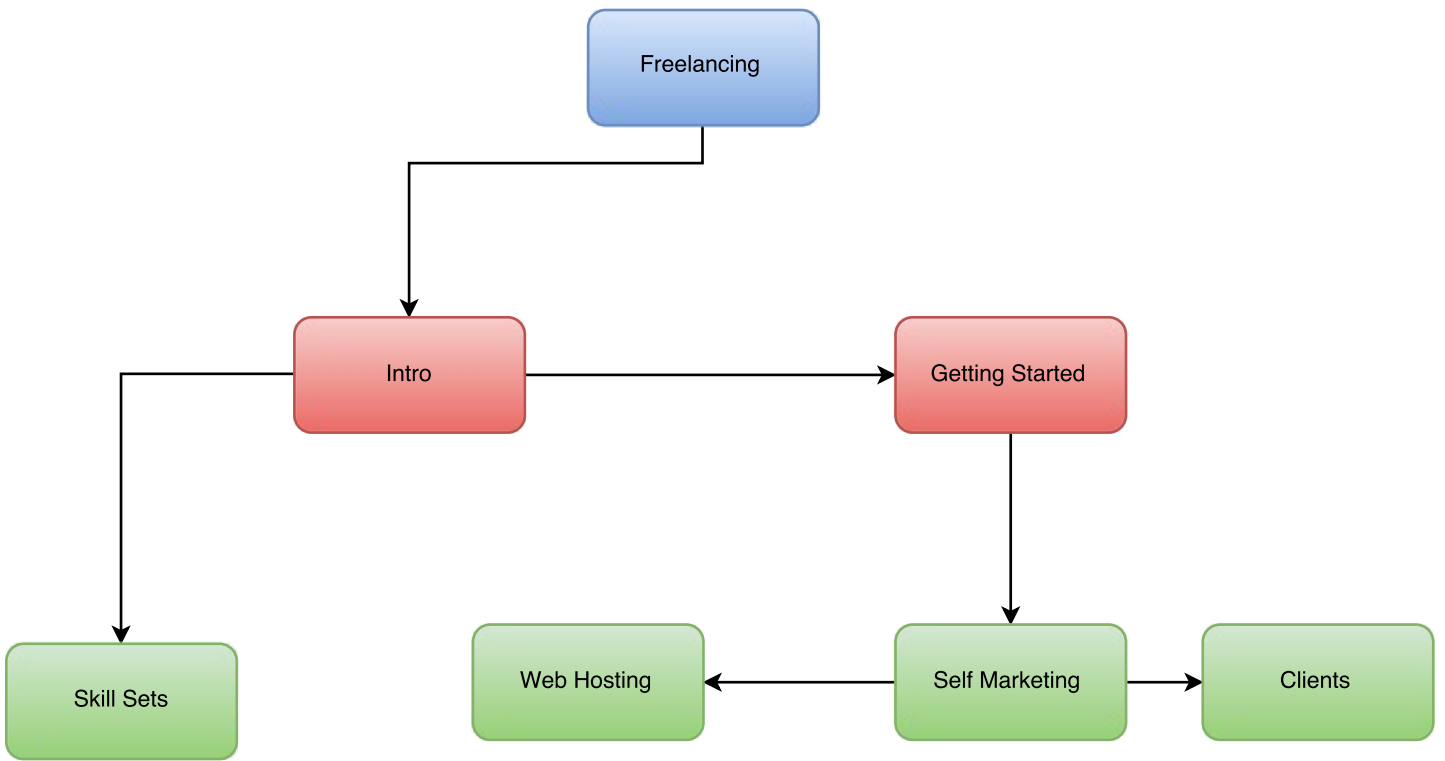 Freelancing
Intro
Getting Started
Skill Sets
Web Hosting
Self Marketing
Clients